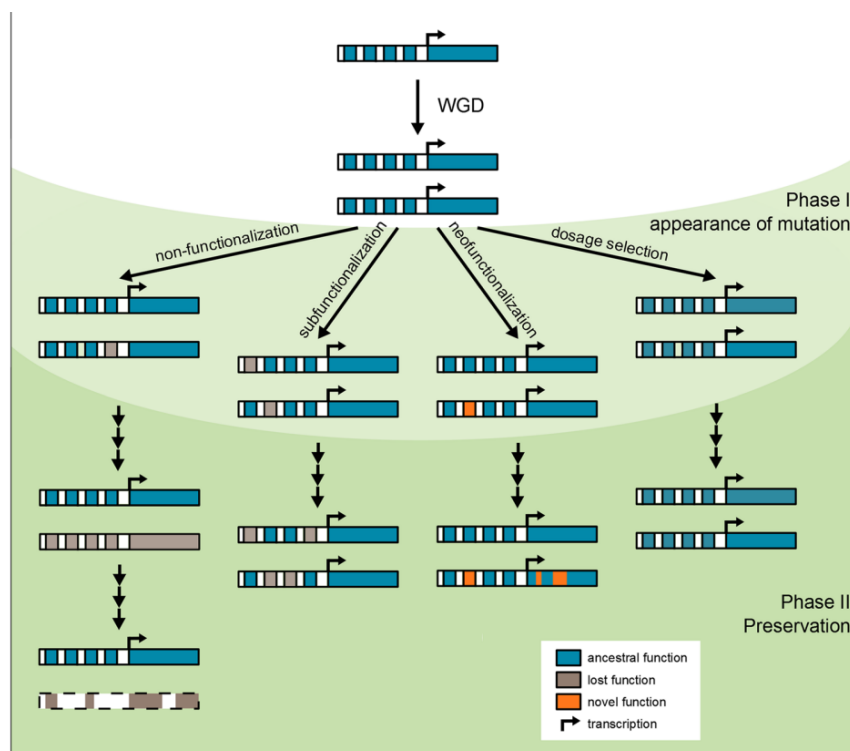 WGD
Phase I
appearance of mutation
non-functionalization
subfunctionalization
neofunctionalization
dosage selection
Phase II
Preservation
ancestral function
lost function
novel function
transcription